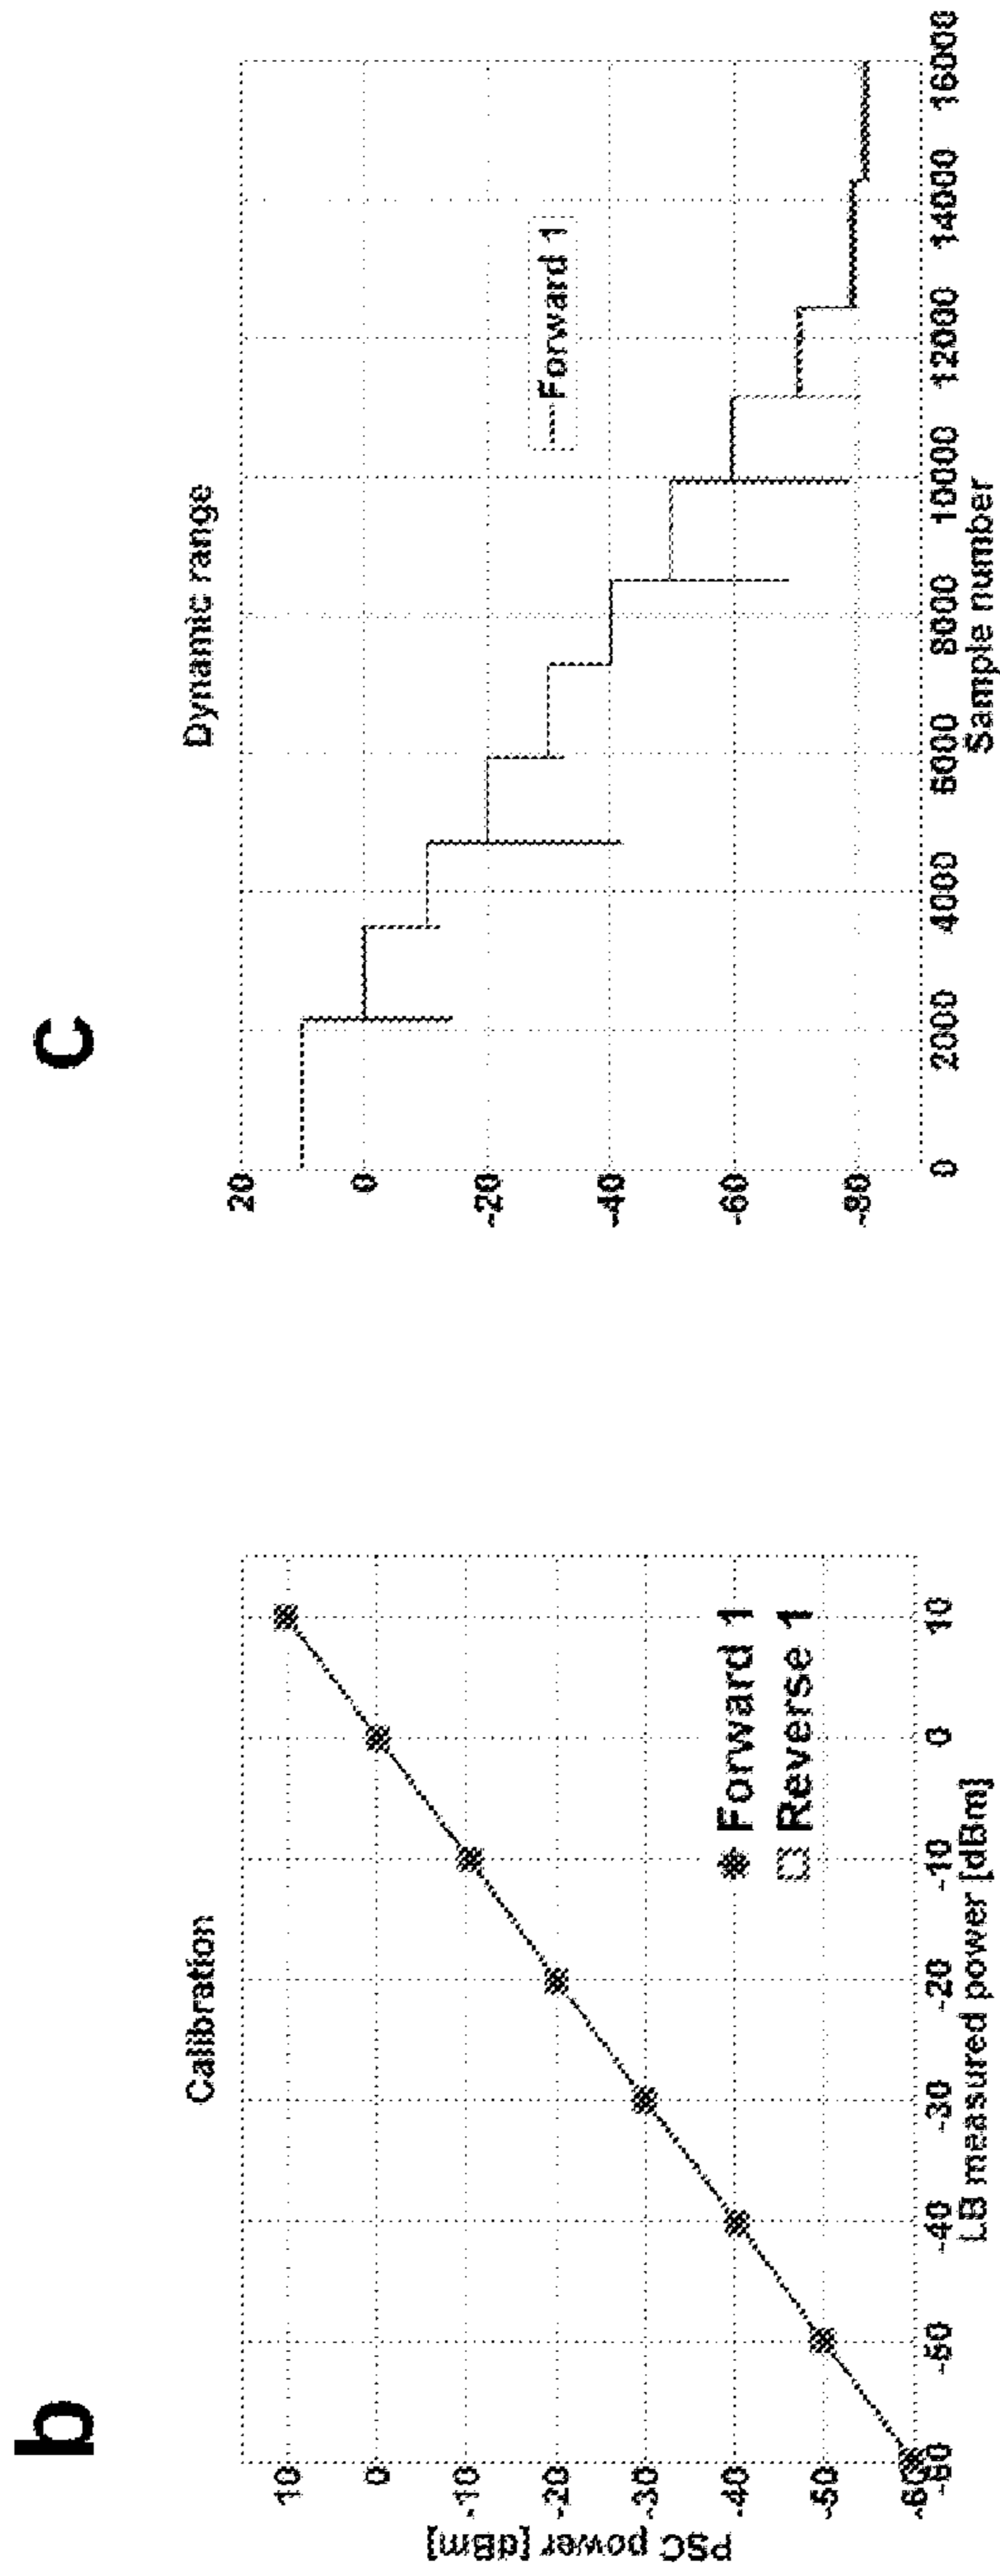 b
Calibration
PSC power [dBm]
10
0
-10
-20
-30
-40
-50
-60
Forward 1
Reverse 1
-60 -50 -40 -30 -20 -10 0 10
LB measured power [dBm]
c
Dynamic range
20
0
-20
-40
-60
-80
Forward 1
0 2000 4000 6000 8000 10000 12000 14000 16000
Sample number